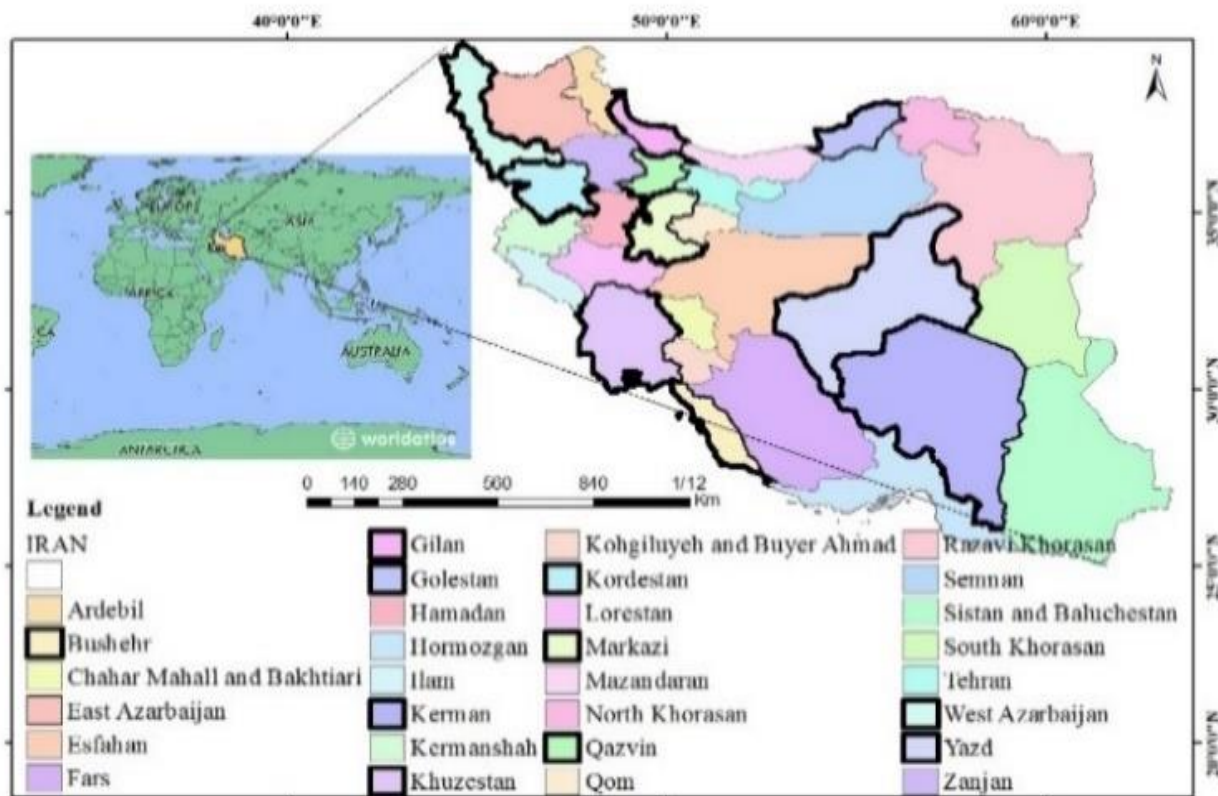 40°0'0"E 50°0'0"E 60°0'0"E
N
EUROPE
ASIA
AFRICA
AUSTRALIA
ANTARCTICA
worldatlas
35°0'0"N
30°0'0"N
25°0'0"N
20°0'0"N
0 140 280 560 840 1/12
Km
Legend
IRAN
Ardebil
Bushehr
Chahar Mahall and Bakhtiari
East Azarbaijan
Esfahan
Fars
Gilan
Golestan
Hamadan
Hormozgan
Ilam
Kerman
Kermanshah
Khuzestan
Kohgiluyeh and Buyer Ahmad
Kordestan
Lorestan
Markazi
Mazandaran
North Khorasan
Qazvin
Qom
Razavi Khorasan
Semnan
Sistan and Baluchestan
South Khorasan
Tehran
West Azarbaijan
Yazd
Zanjan